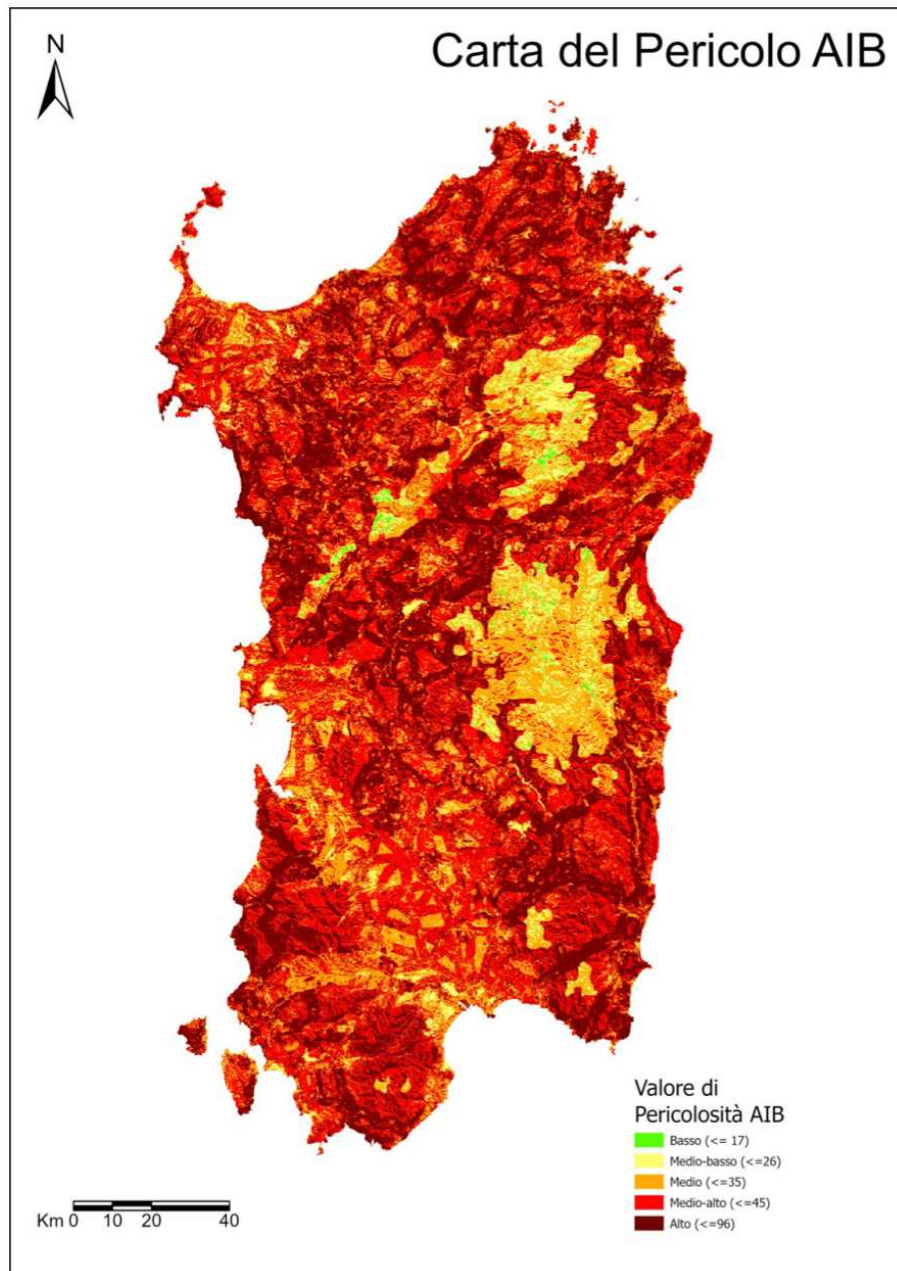 Carta del Pericolo AIB
N
Valore di
Pericolosità AIB
Basso (<= 17)
Medio-basso (<=26)
Medio (<=35)
Medio-alto (<=45)
Alto (<=96)
Km 0 10 20 40